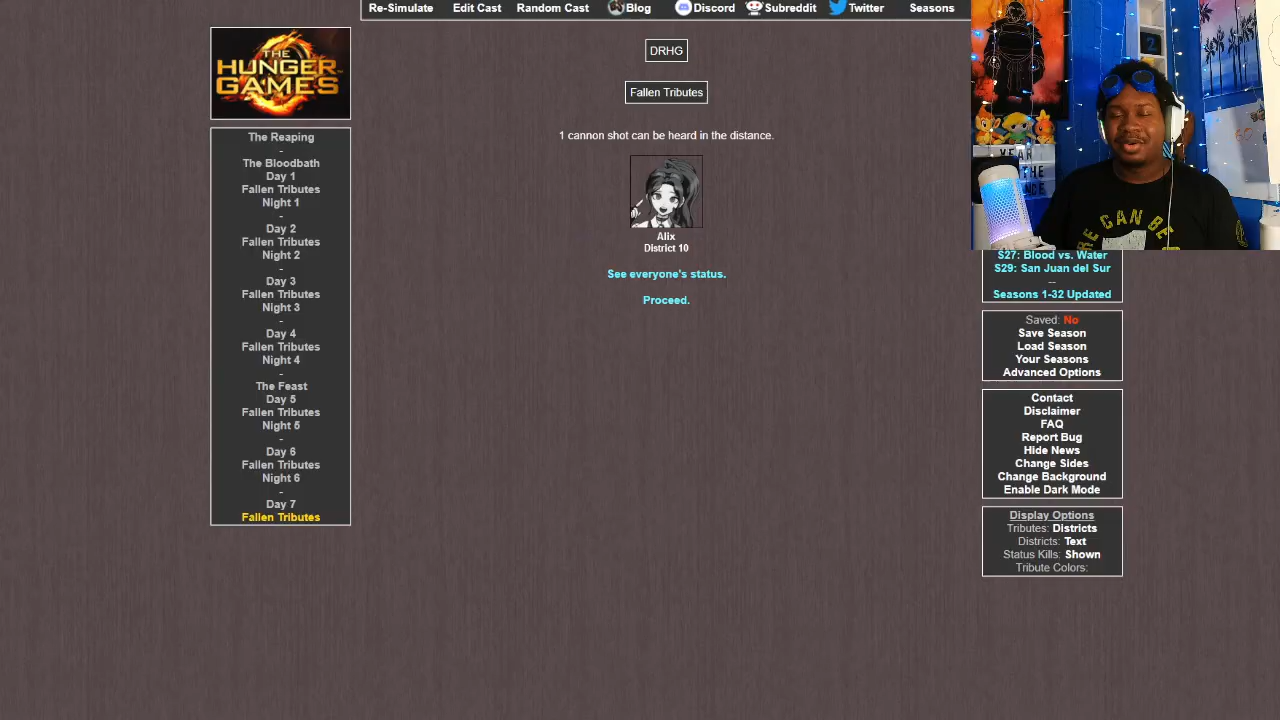 Re-Simulate Edit Cast Random Cast Blog Discord Subreddit Twitter Seasons
THE
HUNGER
GAMES
The Reaping
-
The Bloodbath
Day 1
Fallen Tributes
Night 1
-
Day 2
Fallen Tributes
Night 2
-
Day 3
Fallen Tributes
Night 3
-
Day 4
Fallen Tributes
Night 4
-
The Feast
Day 5
Fallen Tributes
Night 5
-
Day 6
Fallen Tributes
Night 6
-
Day 7
Fallen Tributes
DRHG
Fallen Tributes
1 cannon shot can be heard in the distance.
Alix
District 10
See everyone's status.
Proceed.
2
YEAR
THE
RE CAN BE
S27: Blood vs. Water
S29: San Juan del Sur
--
Seasons 1-32 Updated
Saved: No
Save Season
Load Season
Your Seasons
Advanced Options
Contact
Disclaimer
FAQ
Report Bug
Hide News
Change Sides
Change Background
Enable Dark Mode
Display Options
Tributes: Districts
Districts: Text
Status Kills: Shown
Tribute Colors: